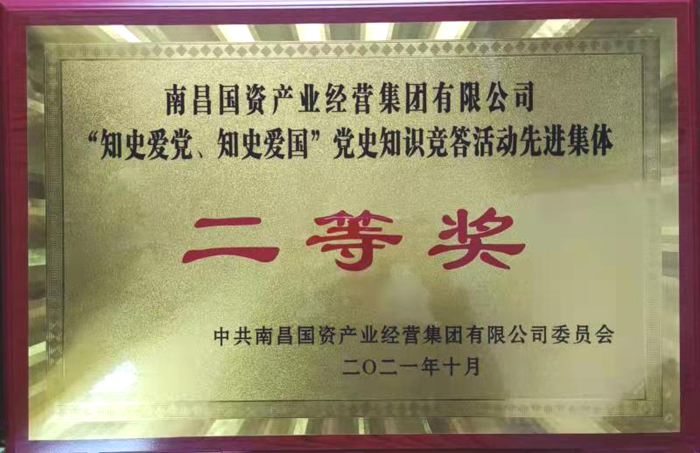 南昌国资产业经营集团有限公司
“知史爱党、知史爱国”党史知识竞答活动先进集体
二等奖
中共南昌国资产业经营集团有限公司委员会
二〇二一年十月